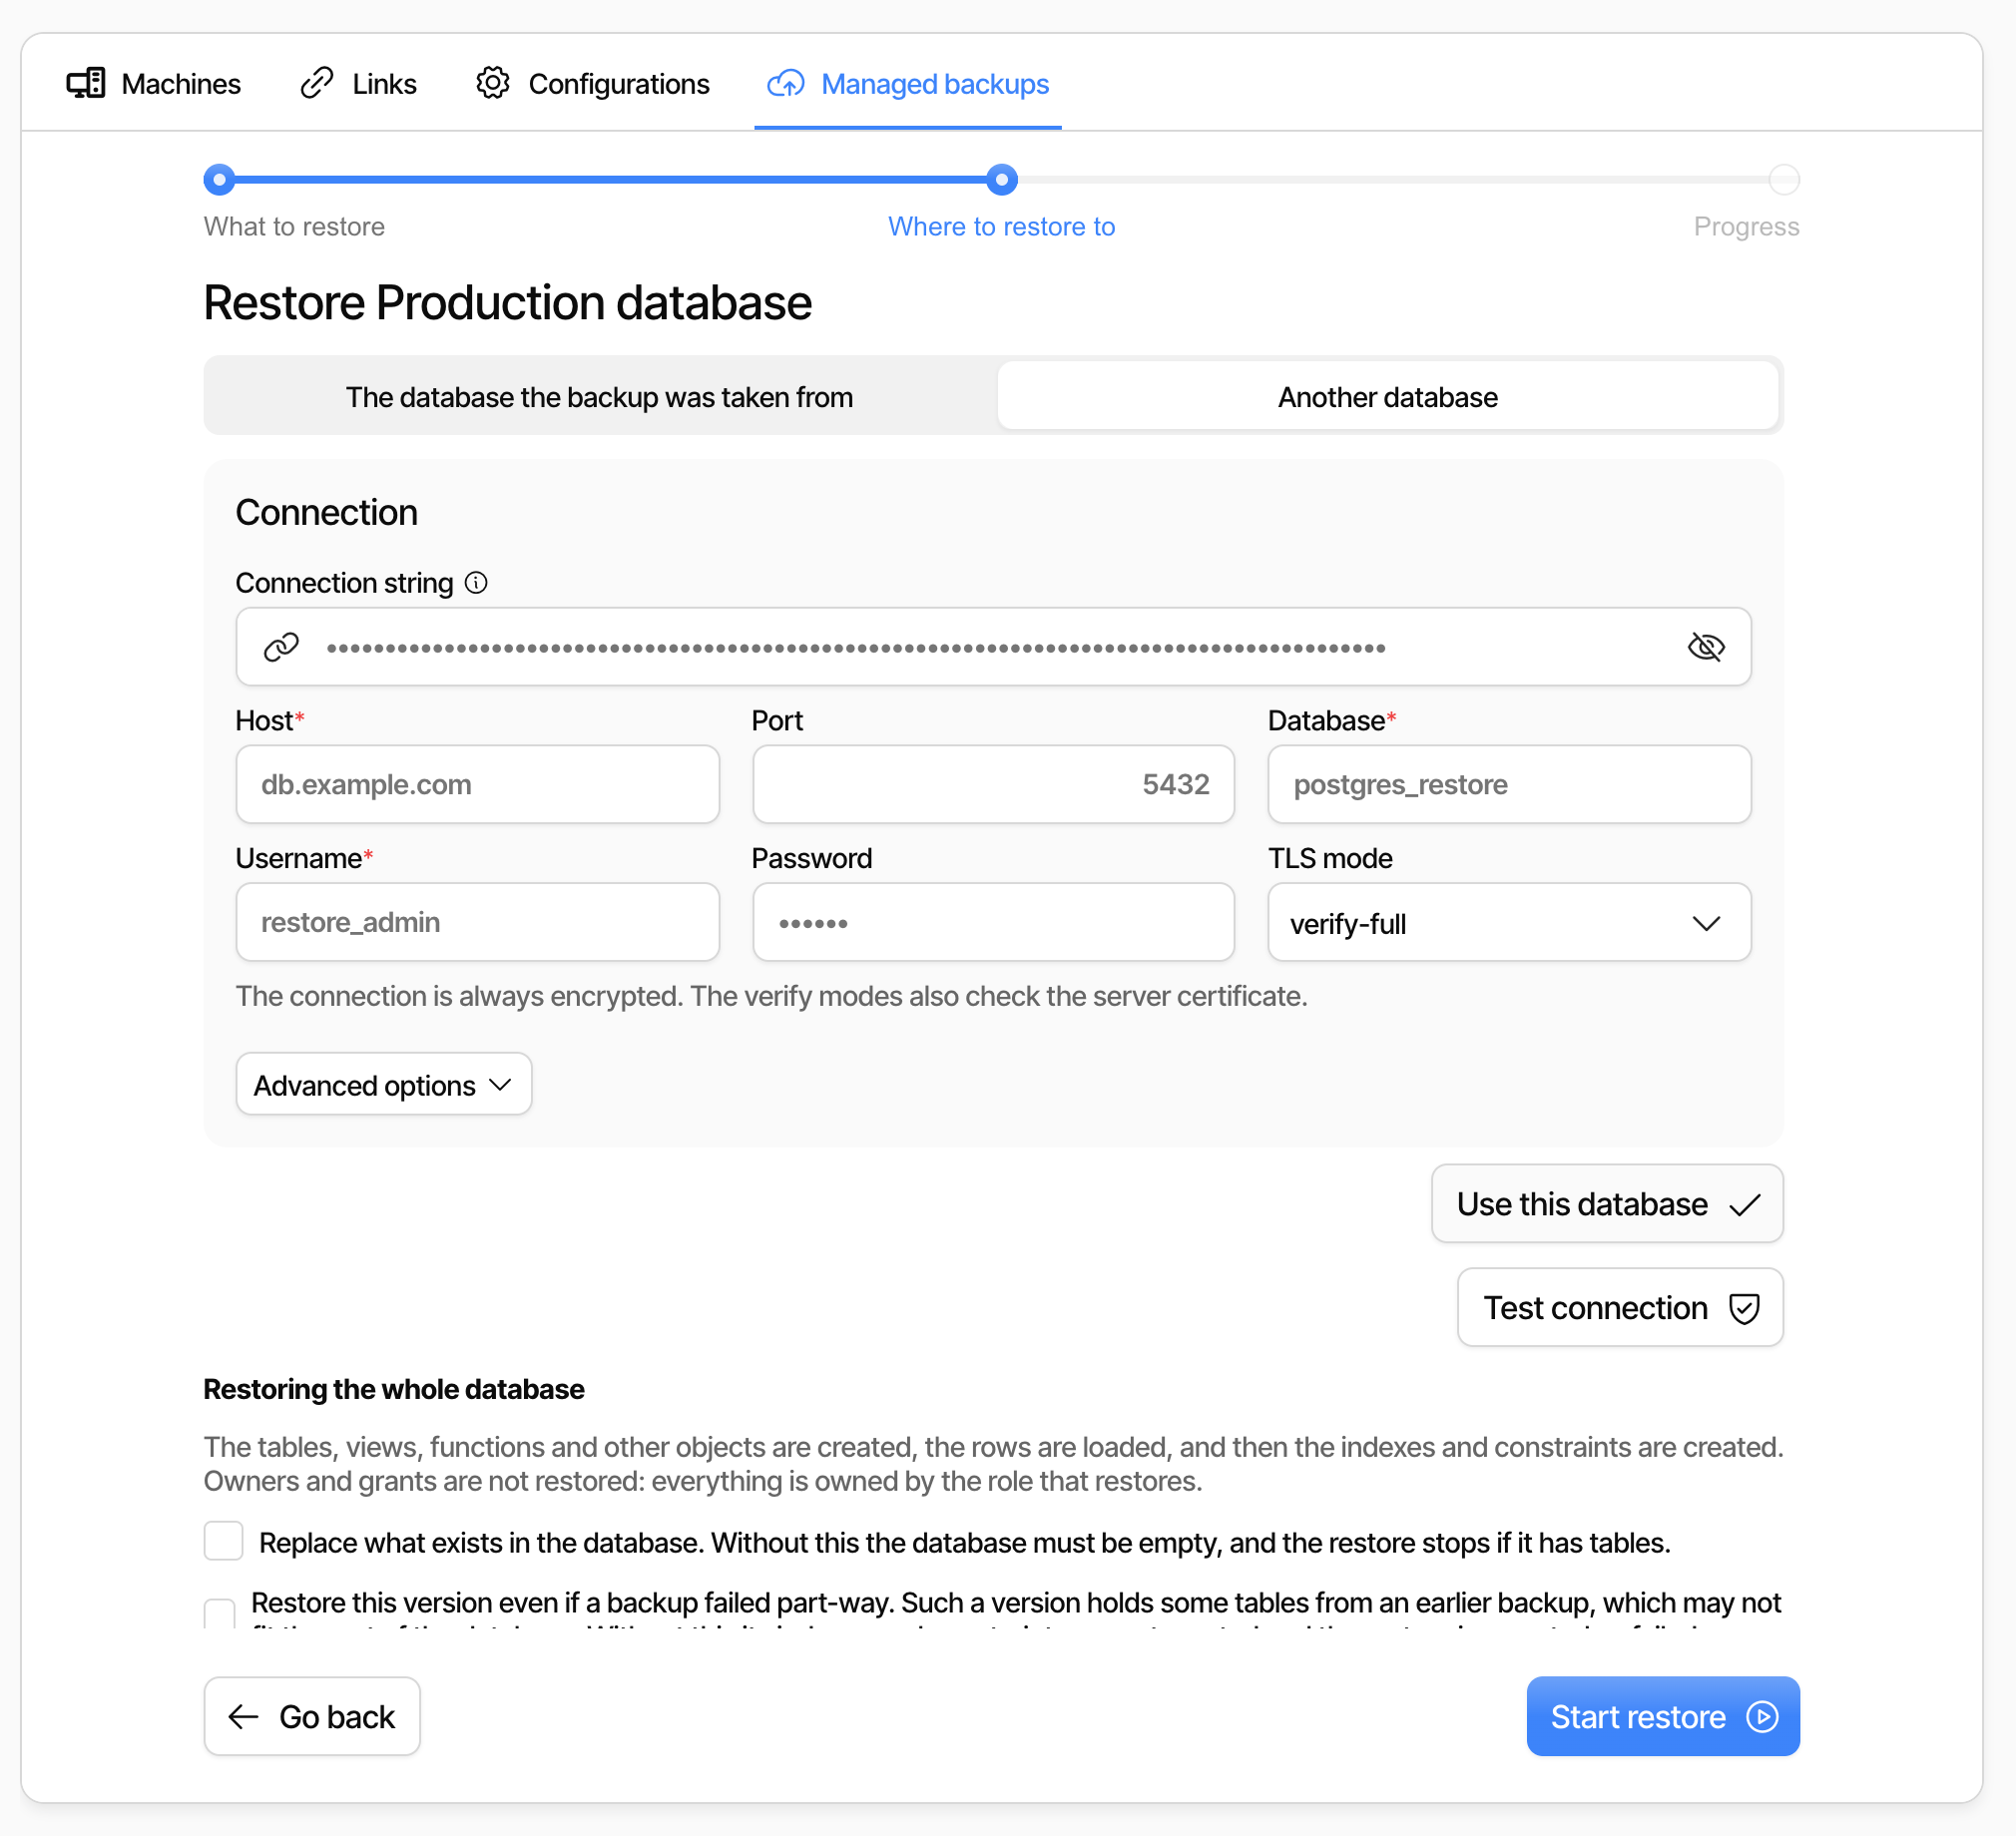 Machines
Links
Configurations
Managed backups
What to restore
Where to restore to
Progress
Restore Production database
The database the backup was taken from
Another database
Connection
Connection string
••••••••••••••••••••••••••••••••••••••••••••••••••••••••••••••••••••••••••••••••••••••••••
Host*
Port
Database*
db.example.com
5432
postgres_restore
Username*
Password
TLS mode
restore_admin
••••••
verify-full
The connection is always encrypted. The verify modes also check the server certificate.
Advanced options
Use this database
Test connection
Restoring the whole database
The tables, views, functions and other objects are created, the rows are loaded, and then the indexes and constraints are created.
Owners and grants are not restored: everything is owned by the role that restores.
Replace what exists in the database. Without this the database must be empty, and the restore stops if it has tables.
Restore this version even if a backup failed part-way. Such a version holds some tables from an earlier backup, which may not
Go back
Start restore